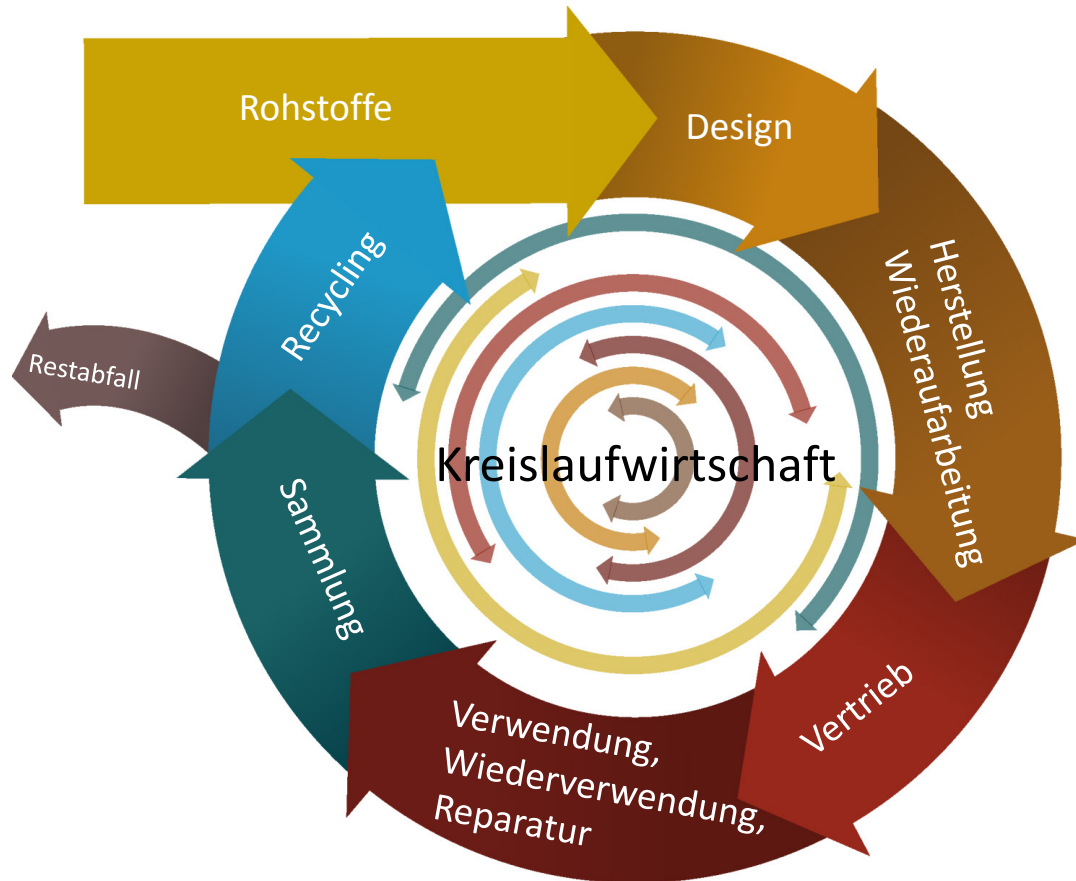 Rohstoffe
Design
Herstellung
Wiederaufarbeitung
Vertrieb
Verwendung,
Wiederverwendung,
Reparatur
Sammlung
Recycling
Restabfall
Kreislaufwirtschaft